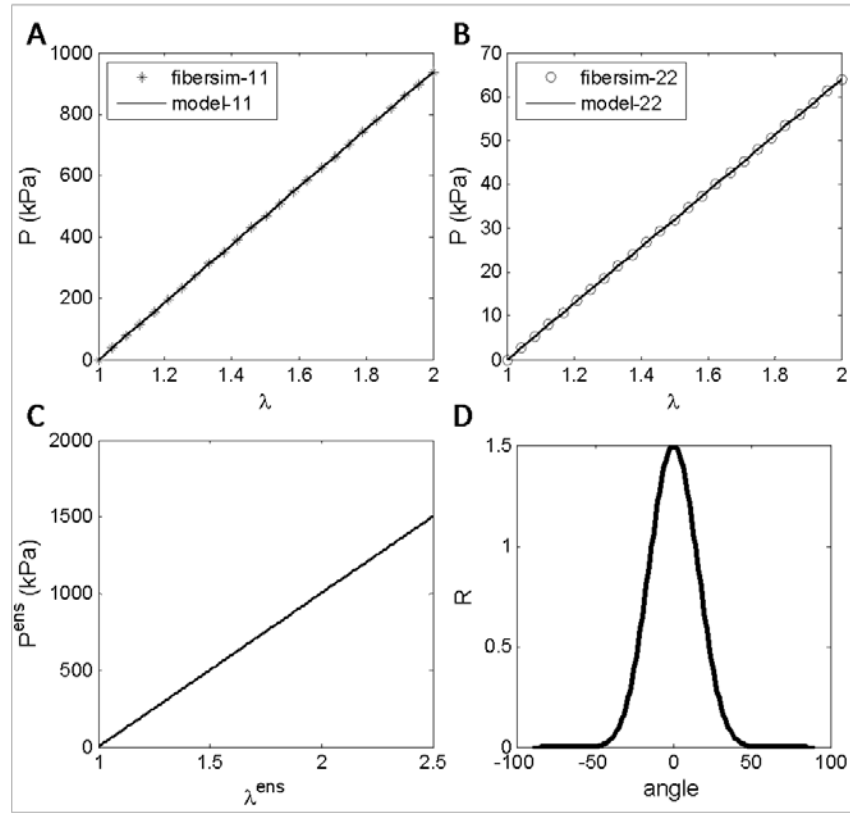 A
1000
800
600
400
200
0
P (kPa)
fibersim-11
model-11
1
1.2
1.4
1.6
1.8
2
λ
B
70
60
50
40
30
20
10
0
P (kPa)
fibersim-22
model-22
1
1.2
1.4
1.6
1.8
2
λ
C
2000
1500
1000
500
0
P^ens (kPa)
1
1.5
2
2.5
λ^ens
D
1.5
1
0.5
0
R
-100
-50
0
50
100
angle